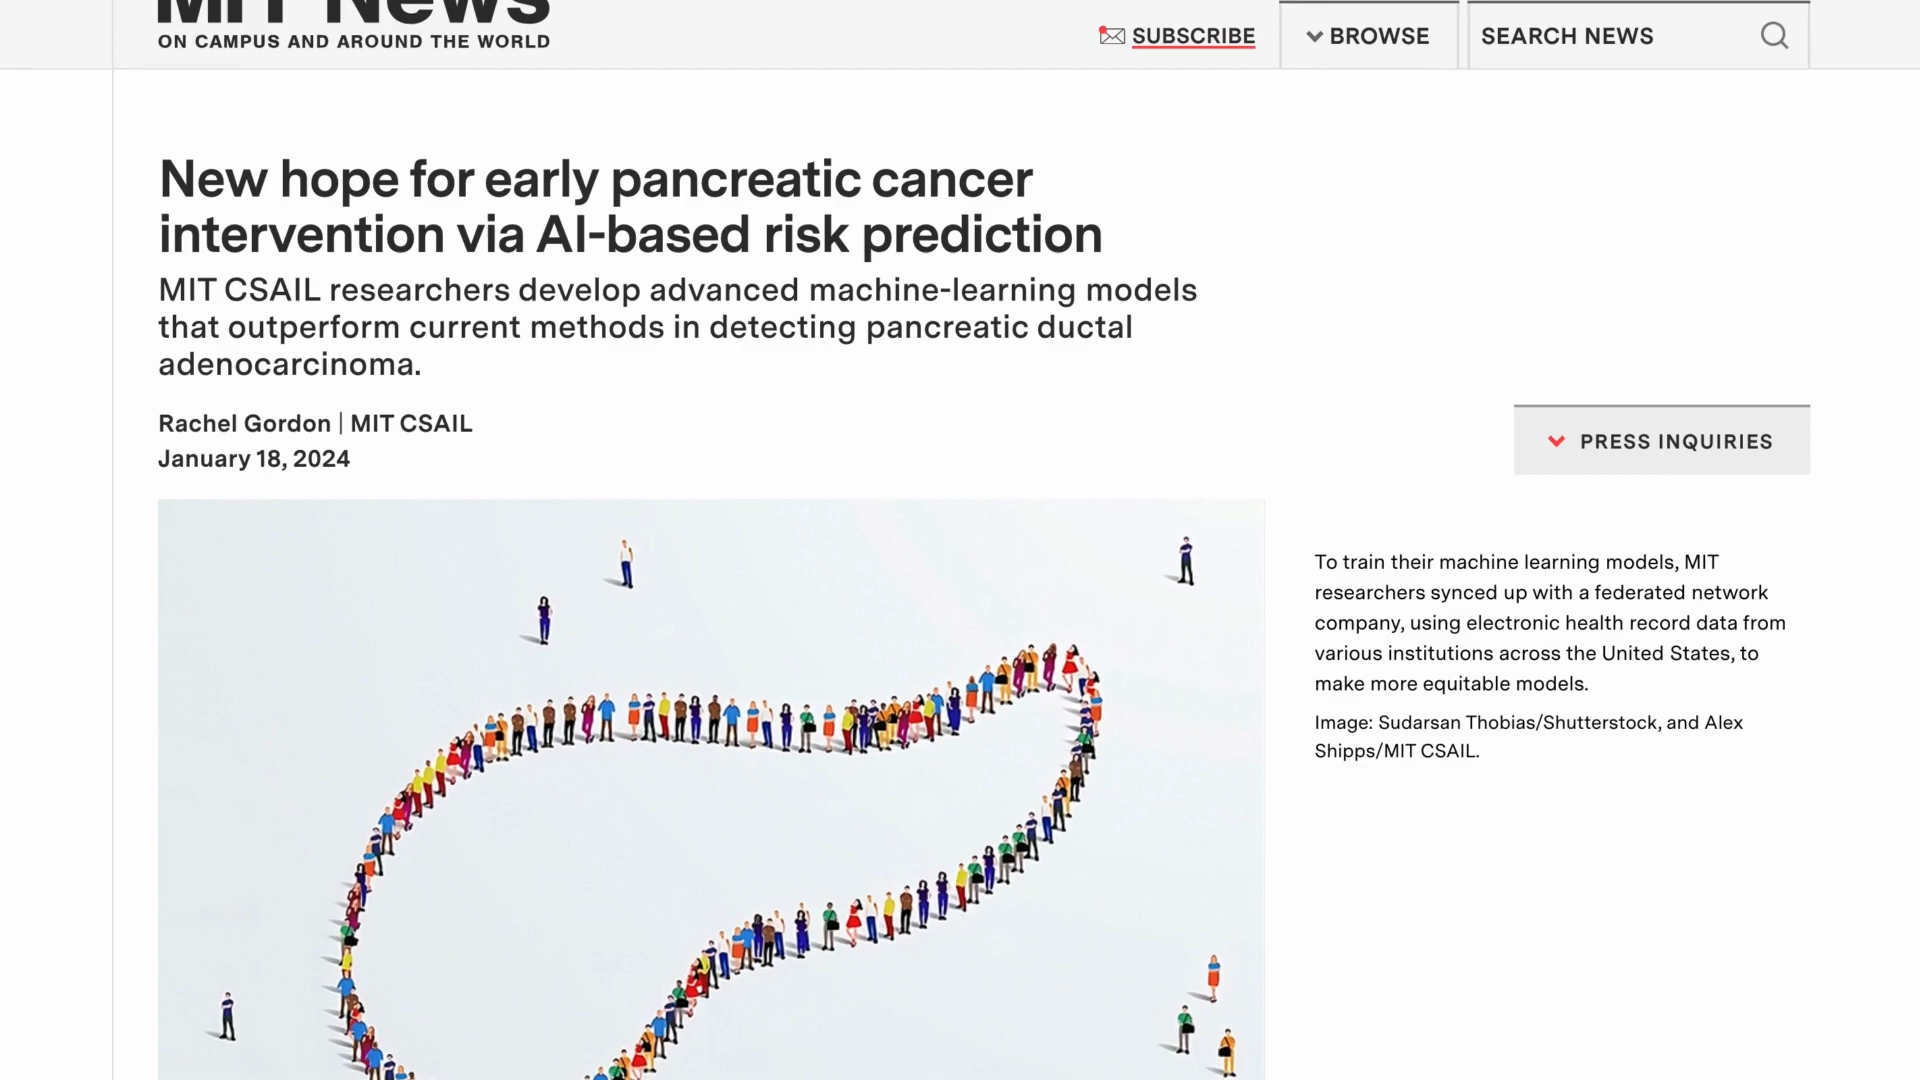 MIT News
ON CAMPUS AND AROUND THE WORLD
SUBSCRIBE
BROWSE
SEARCH NEWS
New hope for early pancreatic cancer
intervention via AI-based risk prediction
MIT CSAIL researchers develop advanced machine-learning models
that outperform current methods in detecting pancreatic ductal
adenocarcinoma.
Rachel Gordon | MIT CSAIL
January 18, 2024
PRESS INQUIRIES
To train their machine learning models, MIT
researchers synced up with a federated network
company, using electronic health record data from
various institutions across the United States, to
make more equitable models.
Image: Sudarsan Thobias/Shutterstock, and Alex
Shipps/MIT CSAIL.